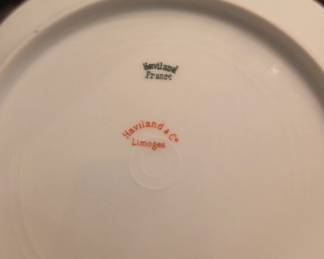 Haviland
France
Haviland & Co
Limoges